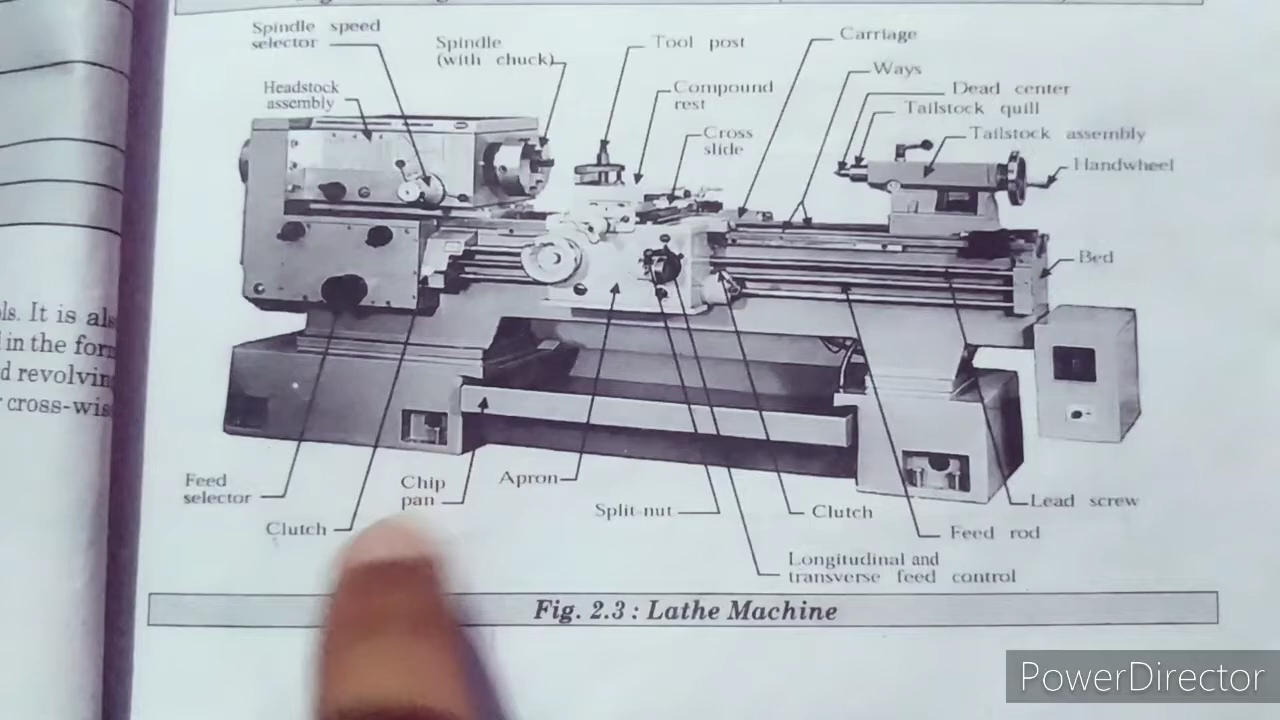 Spindle speed
selector
Spindle
(with chuck)
Tool post
Carriage
Ways
Headstock
assembly
Compound
rest
Dead center
Tailstock quill
Cross
slide
Tailstock assembly
Handwheel
Bed
ls. It is als
in the form
d revolvin
cross-wis
Feed
selector
Chip
pan
Apron
Clutch
Split-nut
Clutch
Lead screw
Feed rod
Longitudinal and
transverse feed control
Fig. 2.3 : Lathe Machine
PowerDirector